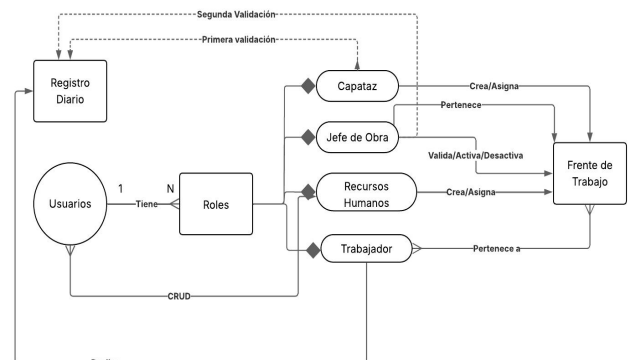 Segunda Validación
Primera validación
Registro
Diario
Capataz
Crea/Asigna
Pertenece
Jefe de Obra
Valida/Activa/Desactiva
Frente de
Trabajo
Usuarios
1
Tiene
N
Roles
Recursos
Humanos
Crea/Asigna
Trabajador
Pertenece a
CRUD